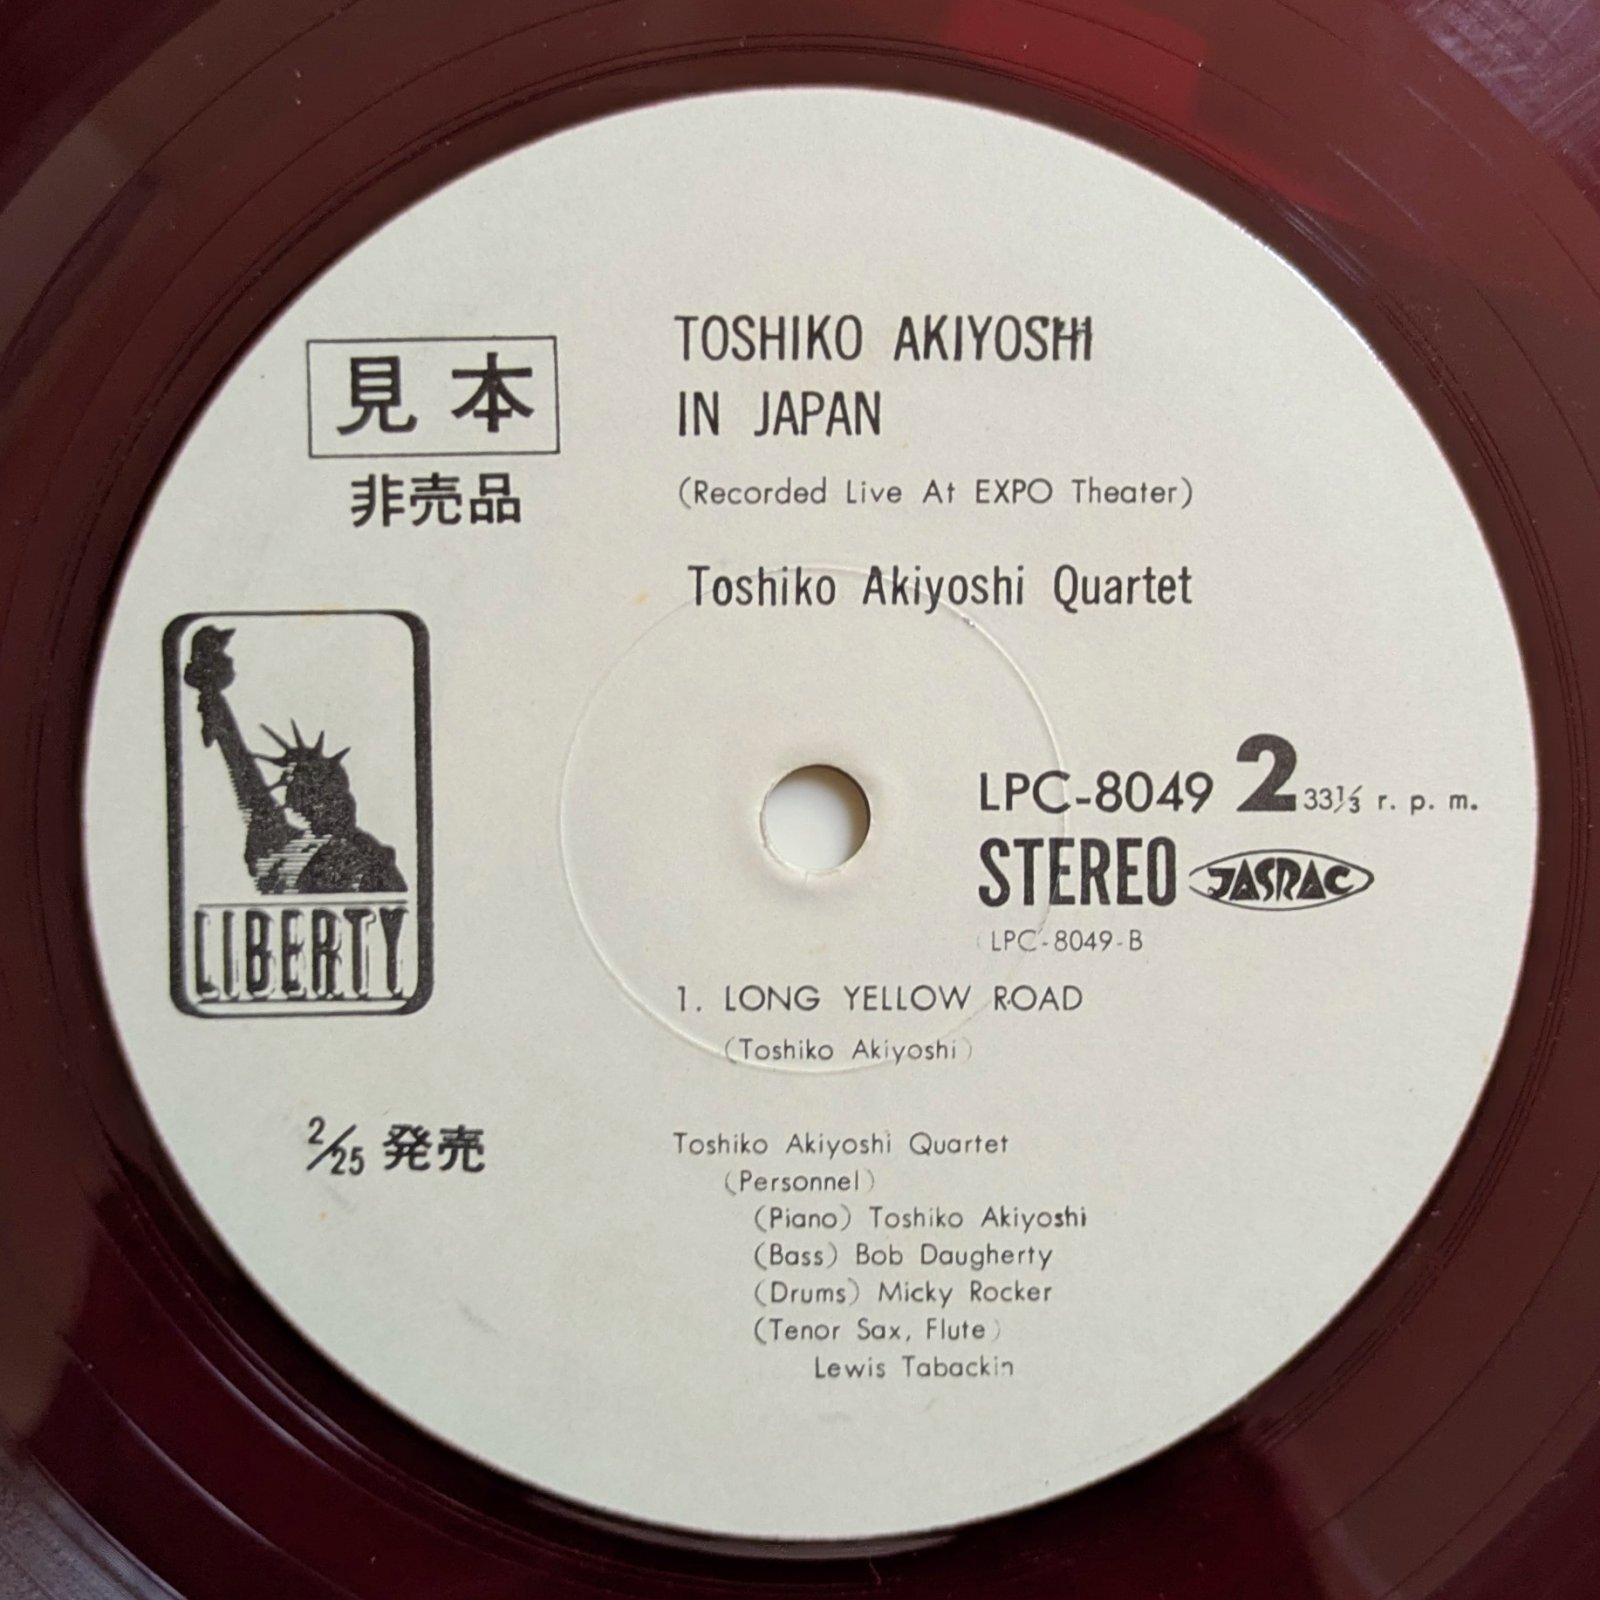 見本
非売品
TOSHIKO AKIYOSHI
IN JAPAN
(Recorded Live At EXPO Theater)
Toshiko Akiyoshi Quartet
LIBERTY
LPC-8049 2 33⅓ r. p. m.
STEREO JASRAC
(LPC-8049-B
1. LONG YELLOW ROAD
(Toshiko Akiyoshi)
2/25 発売
Toshiko Akiyoshi Quartet
(Personnel)
(Piano) Toshiko Akiyoshi
(Bass) Bob Daugherty
(Drums) Micky Rocker
(Tenor Sax, Flute)
Lewis Tabackin